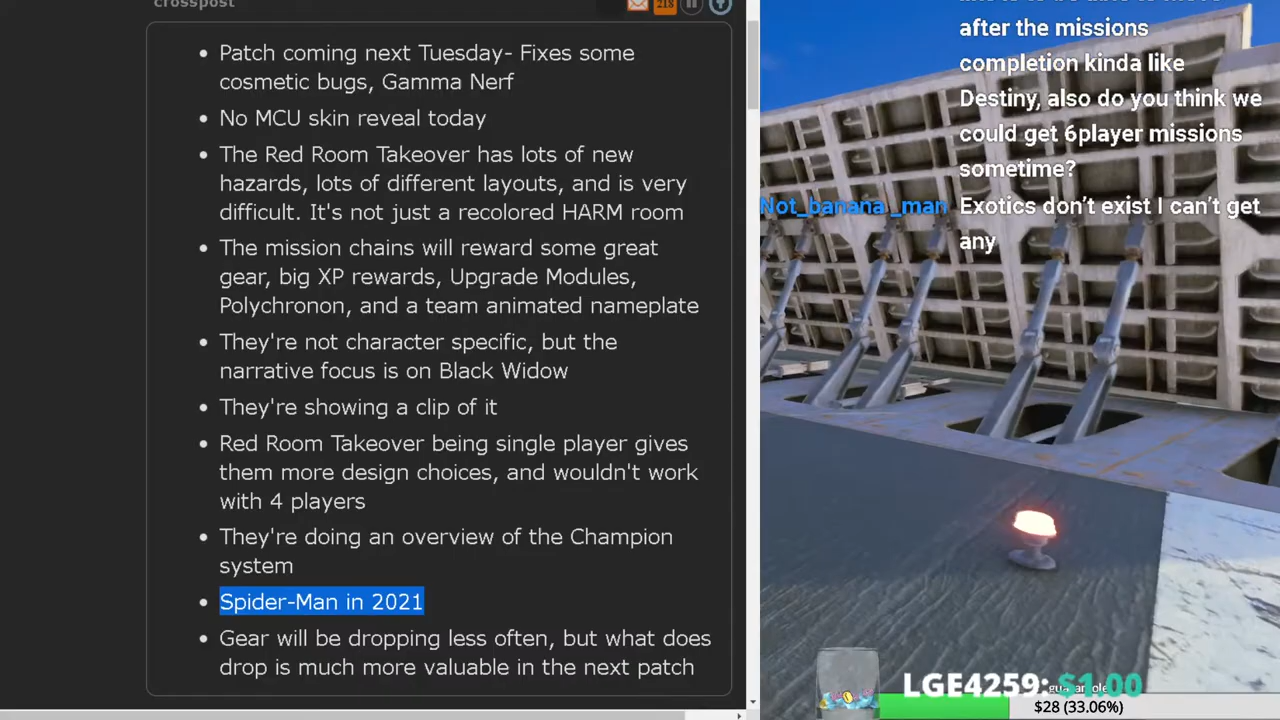 crosspost
218
• Patch coming next Tuesday- Fixes some
cosmetic bugs, Gamma Nerf
• No MCU skin reveal today
• The Red Room Takeover has lots of new
hazards, lots of different layouts, and is very
difficult. It's not just a recolored HARM room
• The mission chains will reward some great
gear, big XP rewards, Upgrade Modules,
Polychronon, and a team animated nameplate
• They're not character specific, but the
narrative focus is on Black Widow
• They're showing a clip of it
• Red Room Takeover being single player gives
them more design choices, and wouldn't work
with 4 players
• They're doing an overview of the Champion
system
• Spider-Man in 2021
• Gear will be dropping less often, but what does
drop is much more valuable in the next patch
after the missions
completion kinda like
Destiny, also do you think we
could get 6player missions
sometime?
Not_banana_man Exotics don't exist I can't get
any
LGE4259: $1.00
$28 (33.06%)